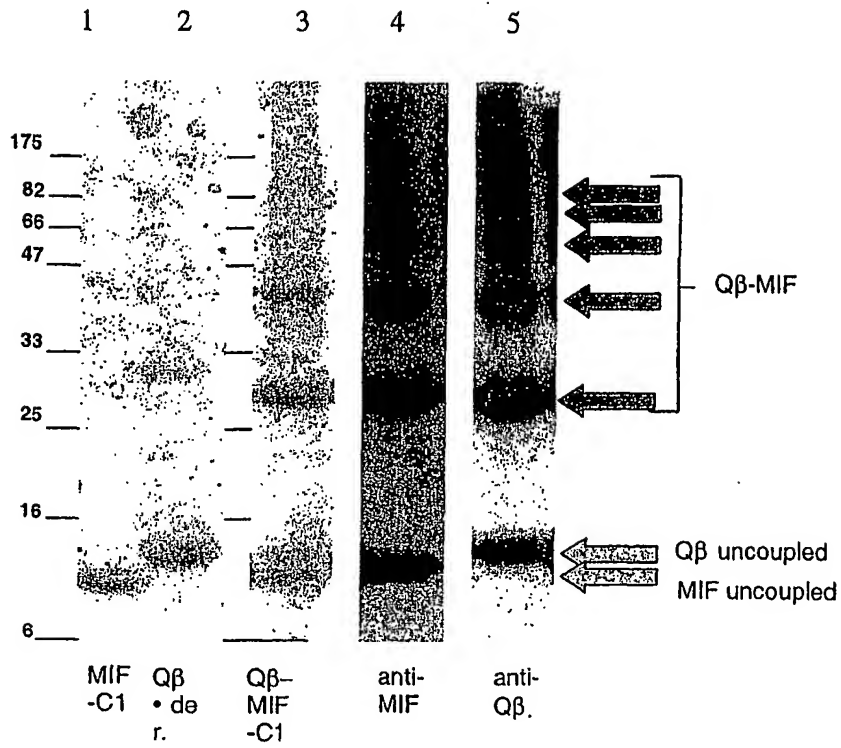 1 2 3 4 5
175
82
66
47
33
25
16
6
Qβ-MIF
Qβ uncoupled
MIF uncoupled
MIF Qβ Qβ– anti- anti-
-C1 • de MIF MIF Qβ.
r. -C1